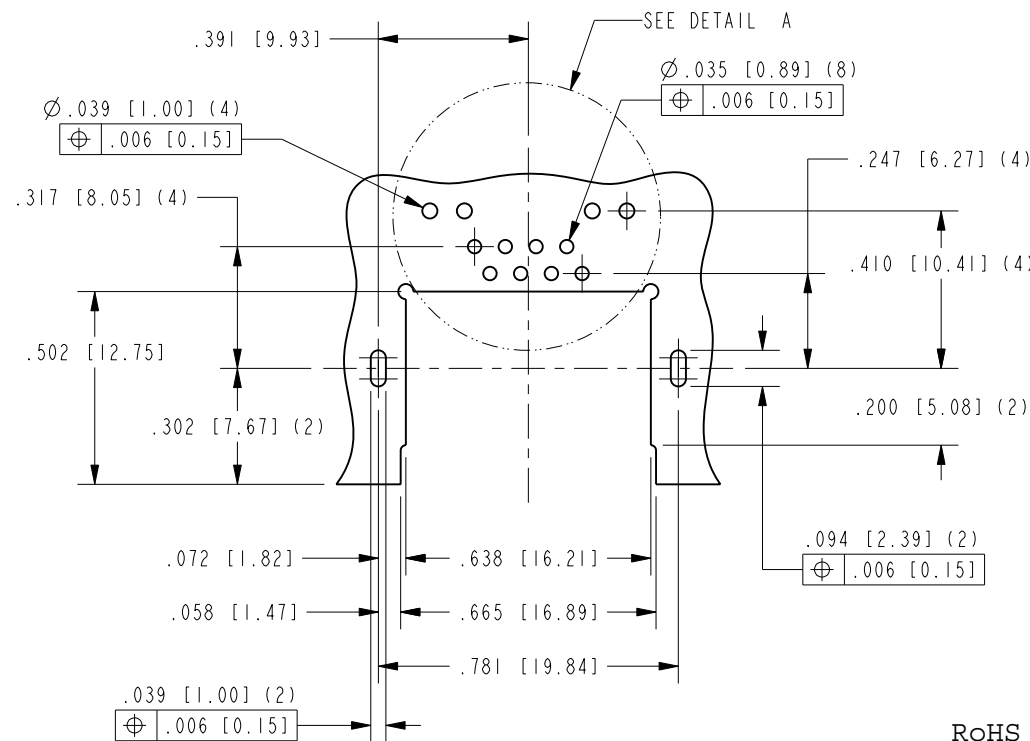 SEE DETAIL A
.391 [9.93]
Ø .035 [0.89] (8)
⌖ .006 [0.15]
Ø .039 [1.00] (4)
⌖ .006 [0.15]
.247 [6.27] (4)
.317 [8.05] (4)
.410 [10.41] (4)
.502 [12.75]
.302 [7.67] (2)
.200 [5.08] (2)
.072 [1.82]
.638 [16.21]
.094 [2.39] (2)
⌖ .006 [0.15]
.058 [1.47]
.665 [16.89]
.781 [19.84]
.039 [1.00] (2)
⌖ .006 [0.15]
RoHS